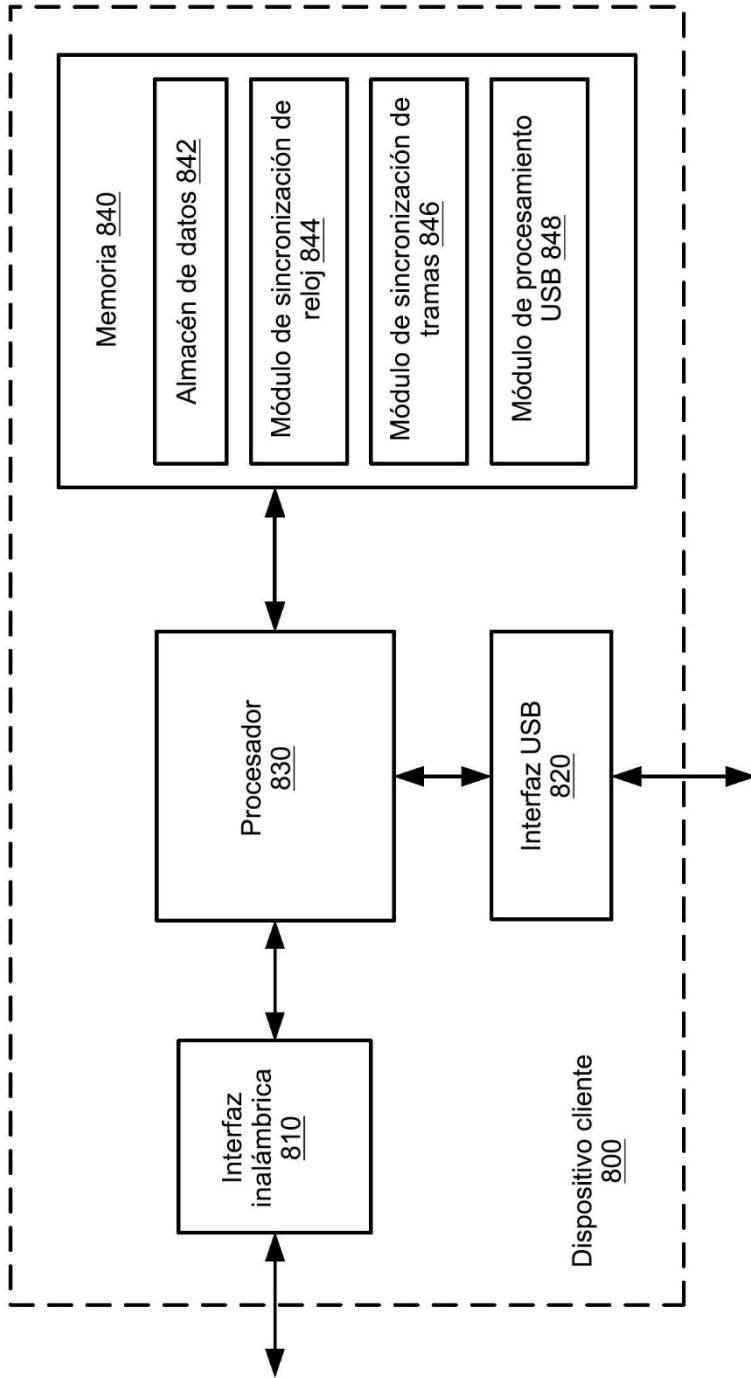 Memoria 840
Almacén de datos 842
Módulo de sincronización de
reloj 844
Módulo de sincronización de
tramas 846
Módulo de procesamiento
USB 848
Procesador
830
Interfaz USB
820
Interfaz
inalámbrica
810
Dispositivo cliente
800